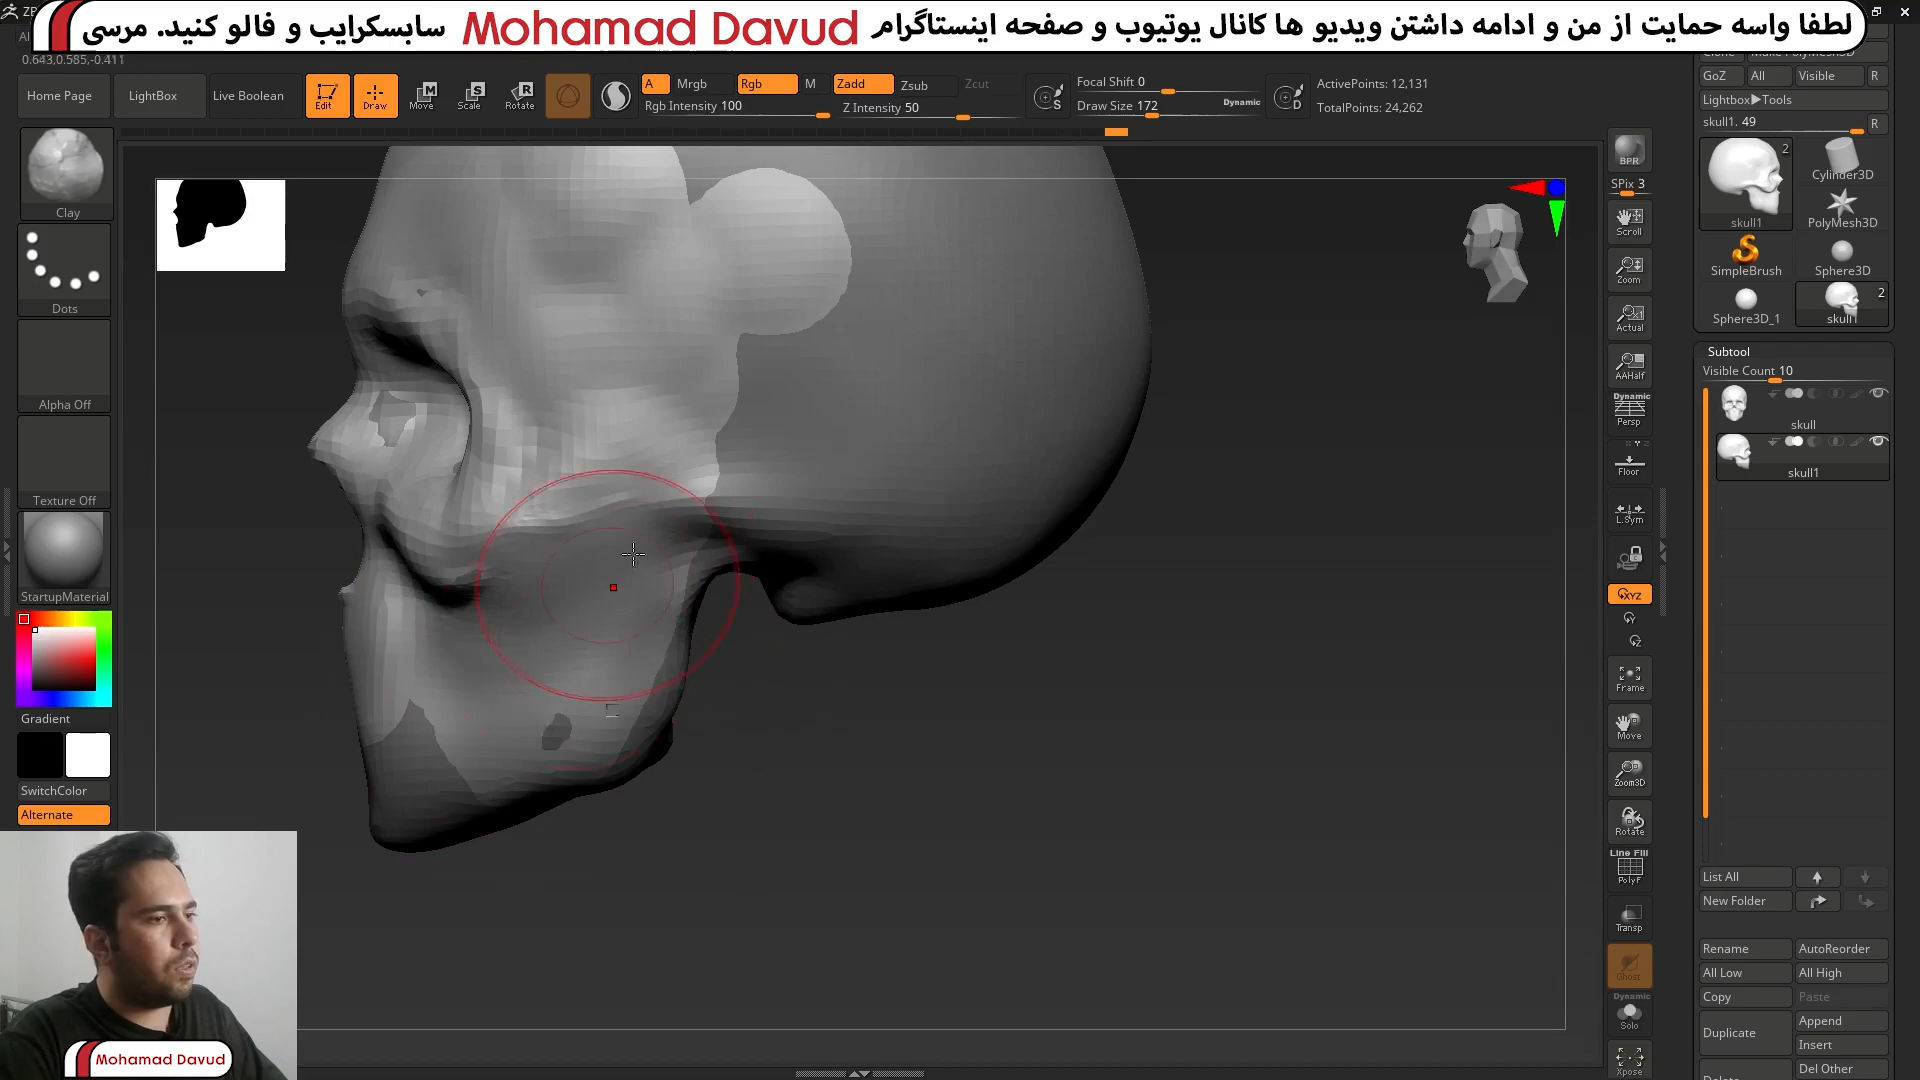 لطفا واسه حمایت از من و ادامه داشتن ویدیو ها کانال یوتیوب و صفحه اینستاگرام Mohamad Davud سابسکرایب و فالو کنید. مرسی
0.643,0.585,-0.411
Home Page
LightBox
Live Boolean
Edit
Draw
Move
Scale
Rotate
A
Mrgb
Rgb
M
Zadd
Zsub
Zcut
Rgb Intensity 100
Z Intensity 50
Focal Shift 0
Draw Size 172
Dynamic
ActivePoints: 12,131
TotalPoints: 24,262
GoZ
All
Visible
R
Lightbox▶Tools
skull1. 49
R
2
skull1
Cylinder3D
PolyMesh3D
SimpleBrush
Sphere3D
Sphere3D_1
2
skull1
Subtool
Visible Count 10
skull
skull1
List All
New Folder
Rename
AutoReorder
All Low
All High
Copy
Paste
Duplicate
Append
Insert
Del Other
Clay
Dots
Alpha Off
Texture Off
StartupMaterial
Gradient
SwitchColor
Alternate
BPR
SPix 3
Scroll
Zoom
Actual
AAHalf
Dynamic
Persp
Floor
L.Sym
XYZ
Frame
Move
Zoom3D
Rotate
Line Fill
PolyF
Transp
Ghost
Dynamic
Solo
Xpose
Mohamad Davud